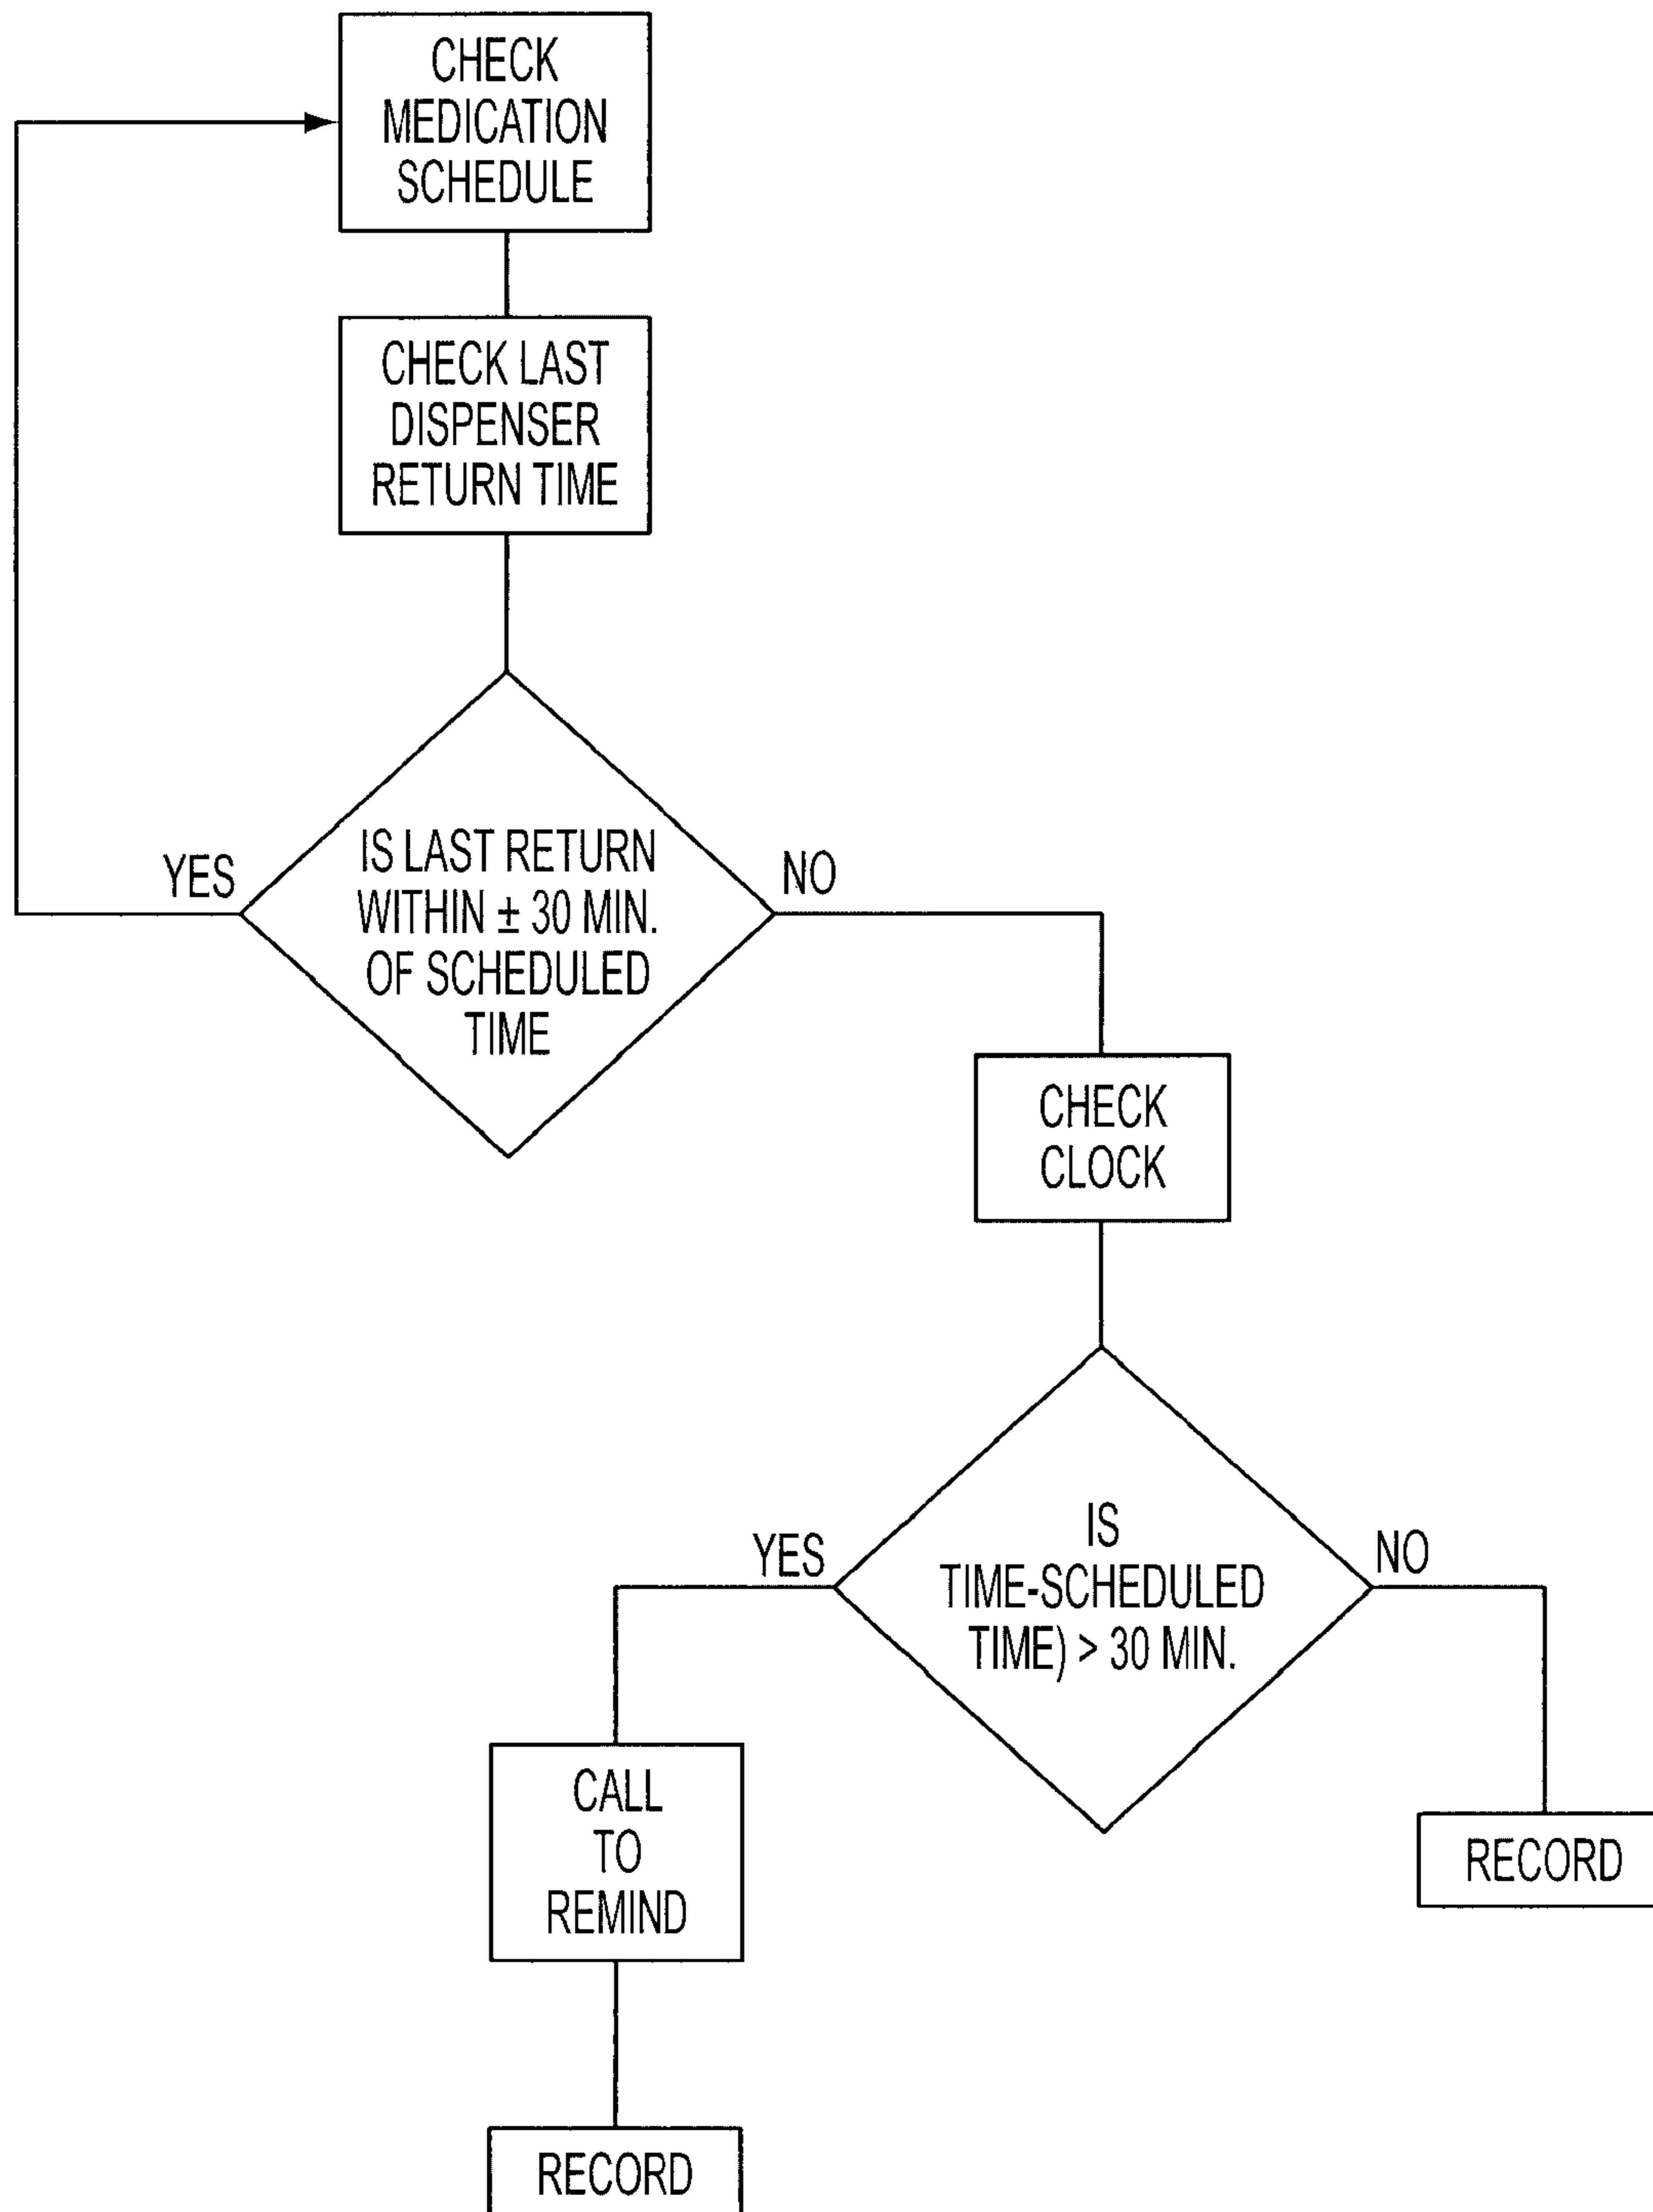 CHECK
MEDICATION
SCHEDULE
CHECK LAST
DISPENSER
RETURN TIME
YES
IS LAST RETURN
WITHIN ± 30 MIN.
OF SCHEDULED
TIME
NO
CHECK
CLOCK
YES
IS
TIME-SCHEDULED
TIME) > 30 MIN.
NO
CALL
TO
REMIND
RECORD
RECORD